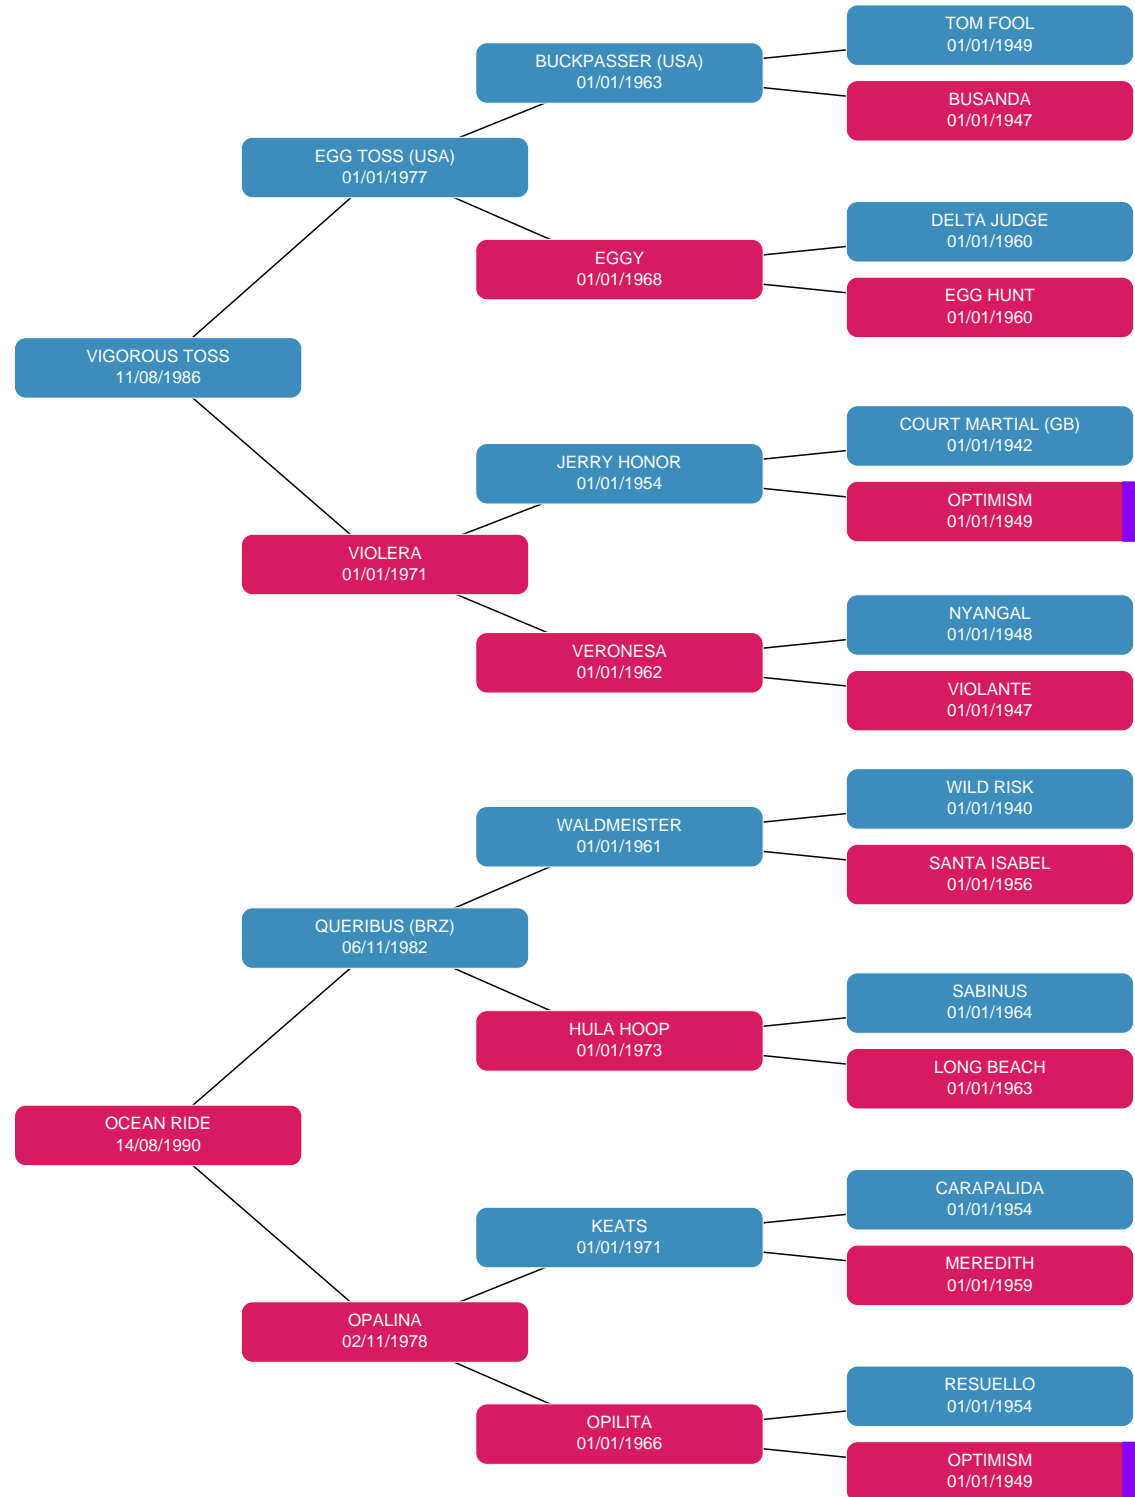 TOM FOOL
01/01/1949
BUCKPASSER (USA)
01/01/1963
BUSANDA
01/01/1947
EGG TOSS (USA)
01/01/1977
DELTA JUDGE
01/01/1960
EGGY
01/01/1968
EGG HUNT
01/01/1960
VIGOROUS TOSS
11/08/1986
COURT MARTIAL (GB)
01/01/1942
JERRY HONOR
01/01/1954
OPTIMISM
01/01/1949
VIOLERA
01/01/1971
NYANGAL
01/01/1948
VERONESA
01/01/1962
VIOLANTE
01/01/1947
WILD RISK
01/01/1940
WALDMEISTER
01/01/1961
SANTA ISABEL
01/01/1956
QUERIBUS (BRZ)
06/11/1982
SABINUS
01/01/1964
HULA HOOP
01/01/1973
LONG BEACH
01/01/1963
OCEAN RIDE
14/08/1990
CARAPALIDA
01/01/1954
KEATS
01/01/1971
MEREDITH
01/01/1959
OPALINA
02/11/1978
RESUELLO
01/01/1954
OPILITA
01/01/1966
OPTIMISM
01/01/1949